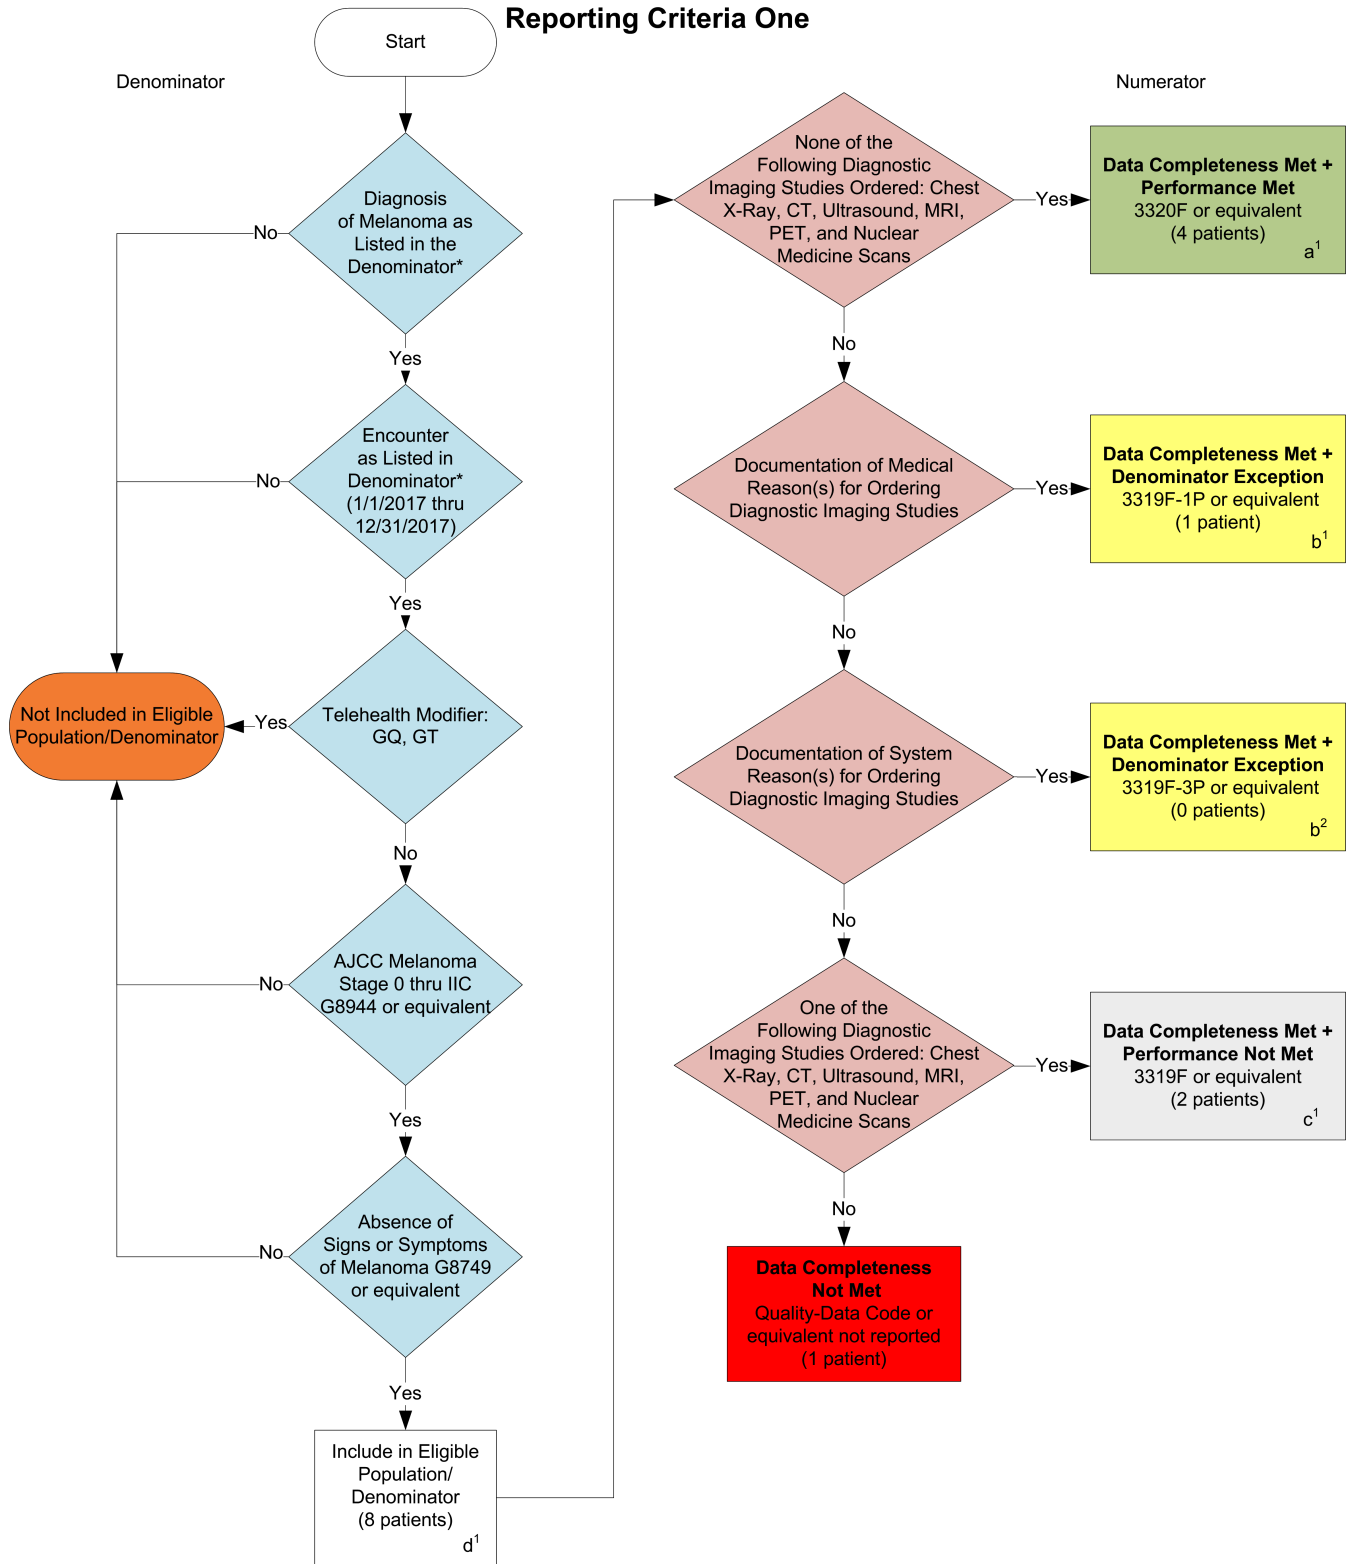 Reporting Criteria One
Start
Denominator
Numerator
Diagnosis
of Melanoma as
Listed in the
Denominator*
No
Yes
Encounter
as Listed in
Denominator*
(1/1/2017 thru
12/31/2017)
No
Yes
Telehealth Modifier:
GQ, GT
Yes
Not Included in Eligible
Population/Denominator
No
AJCC Melanoma
Stage 0 thru IIC
G8944 or equivalent
No
Yes
Absence of
Signs or Symptoms
of Melanoma G8749
or equivalent
No
Yes
Include in Eligible
Population/
Denominator
(8 patients)
d1
None of the
Following Diagnostic
Imaging Studies Ordered: Chest
X-Ray, CT, Ultrasound, MRI,
PET, and Nuclear
Medicine Scans
Yes
Data Completeness Met +
Performance Met
3320F or equivalent
(4 patients)
a1
No
Documentation of Medical
Reason(s) for Ordering
Diagnostic Imaging Studies
Yes
Data Completeness Met +
Denominator Exception
3319F-1P or equivalent
(1 patient)
b1
No
Documentation of System
Reason(s) for Ordering
Diagnostic Imaging Studies
Yes
Data Completeness Met +
Denominator Exception
3319F-3P or equivalent
(0 patients)
b2
No
One of the
Following Diagnostic
Imaging Studies Ordered: Chest
X-Ray, CT, Ultrasound, MRI,
PET, and Nuclear
Medicine Scans
Yes
Data Completeness Met +
Performance Not Met
3319F or equivalent
(2 patients)
c1
No
Data Completeness
Not Met
Quality-Data Code or
equivalent not reported
(1 patient)